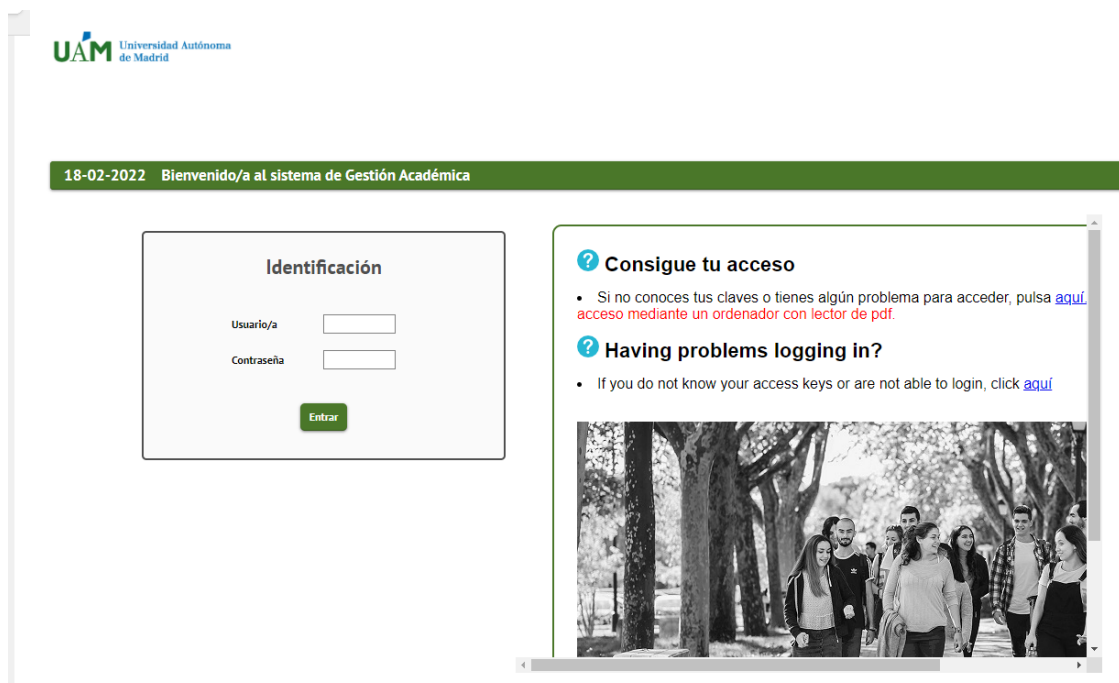 UAM Universidad Autónoma
de Madrid
18-02-2022 Bienvenido/a al sistema de Gestión Académica
Identificación
Usuario/a
Contraseña
Entrar
? Consigue tu acceso
• Si no conoces tus claves o tienes algún problema para acceder, pulsa aquí.
acceso mediante un ordenador con lector de pdf.
? Having problems logging in?
• If you do not know your access keys or are not able to login, click aquí